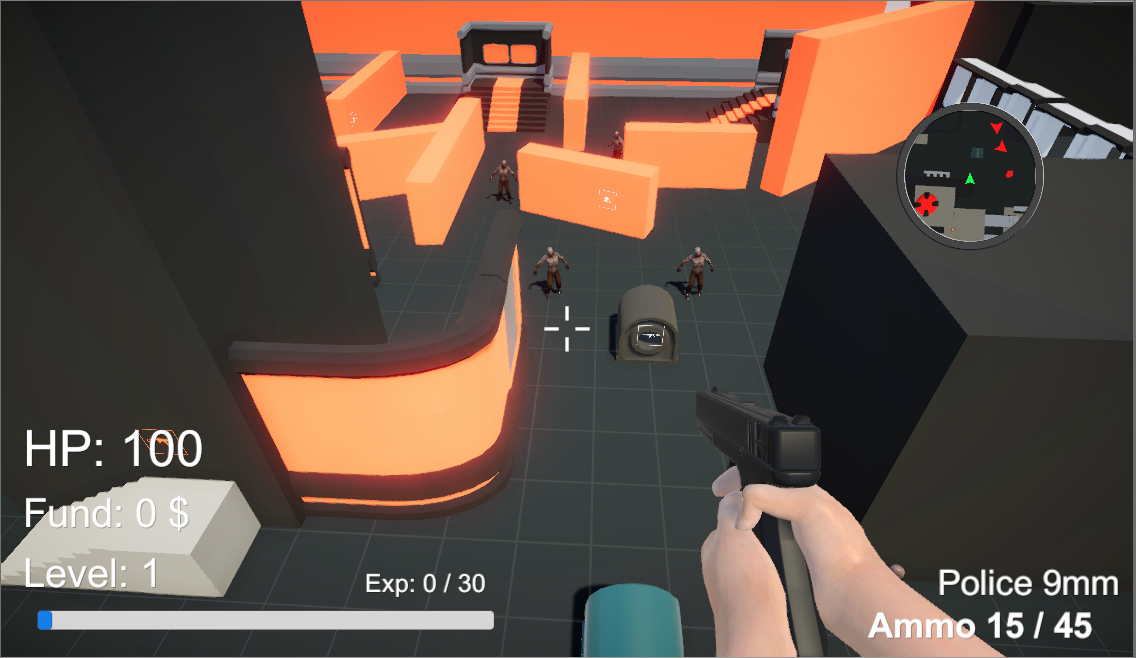 HP: 100
Fund: 0 $
Level: 1
Exp: 0 / 30
Police 9mm
Ammo 15 / 45